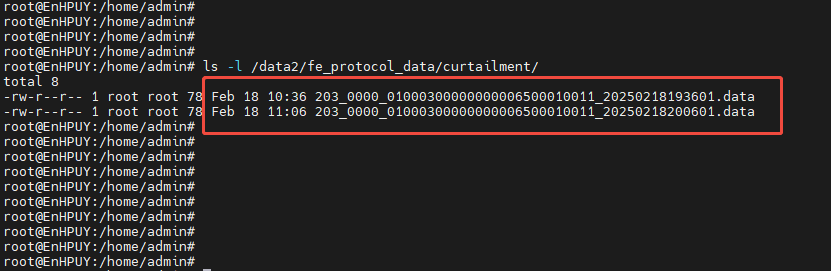 root@EnHPUY:/home/admin#
root@EnHPUY:/home/admin#
root@EnHPUY:/home/admin#
root@EnHPUY:/home/admin#
root@EnHPUY:/home/admin# ls -l /data2/fe_protocol_data/curtailment/
total 8
-rw-r--r-- 1 root root 78 Feb 18 10:36 203_0000_01000300000000006500010011_20250218193601.data
-rw-r--r-- 1 root root 78 Feb 18 11:06 203_0000_01000300000000006500010011_20250218200601.data
root@EnHPUY:/home/admin#
root@EnHPUY:/home/admin#
root@EnHPUY:/home/admin#
root@EnHPUY:/home/admin#
root@EnHPUY:/home/admin#
root@EnHPUY:/home/admin#
root@EnHPUY:/home/admin#
root@EnHPUY:/home/admin#
root@EnHPUY:/home/admin#
root@EnHPUY:/home/admin#